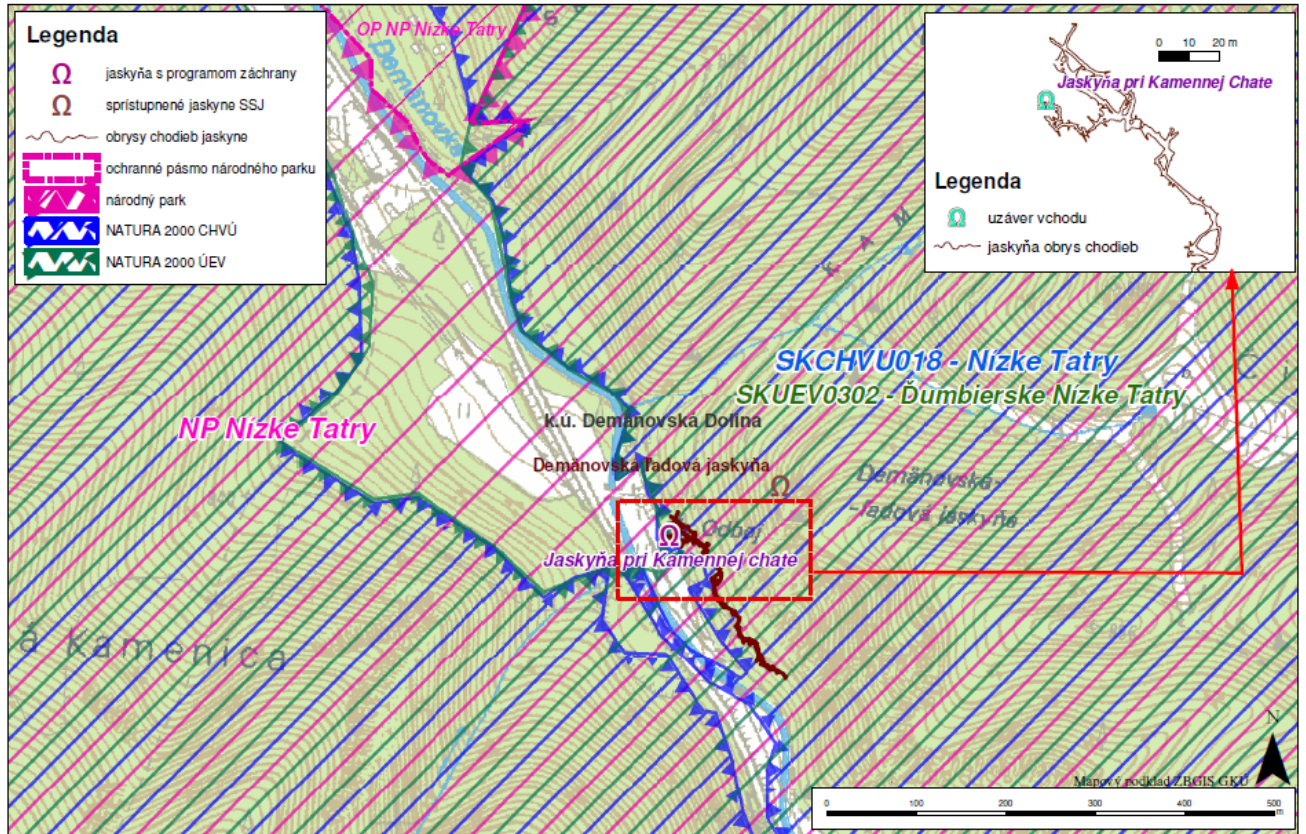 Legenda
jaskyňa s programom záchrany
sprístupnené jaskyne SSJ
obrysy chodieb jaskyne
ochranné pásmo národného parku
národný park
NATURA 2000 CHVÚ
NATURA 2000 ÚEV
OP NP Nízke Tatry
Demänovka
0 10 20 m
Jaskyňa pri Kamennej Chate
Legenda
uzáver vchodu
jaskyňa obrys chodieb
SKCHVU018 - Nízke Tatry
SKUEV0302 - Ďumbierske Nízke Tatry
NP Nízke Tatry
k.ú. Demänovská Dolina
Demänovská ľadová jaskyňa
Demänovská-
-ľadová jaskyňa
Jaskyňa pri Kamennej chate
a Kamenica
N
Mapový podklad ZBGIS GKÚ
0 100 200 300 400 500
m